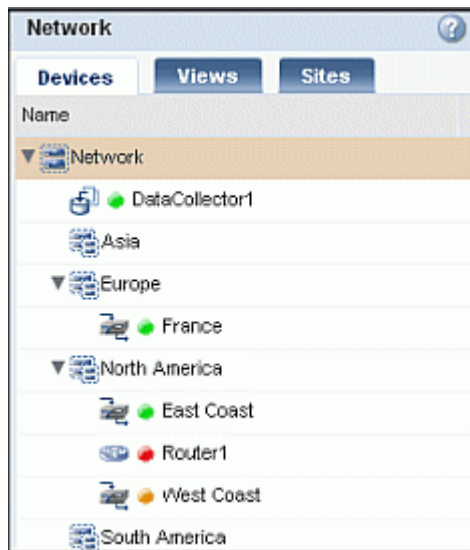 Network
Devices Views Sites
Name
Network
DataCollector1
Asia
Europe
France
North America
East Coast
Router1
West Coast
South America